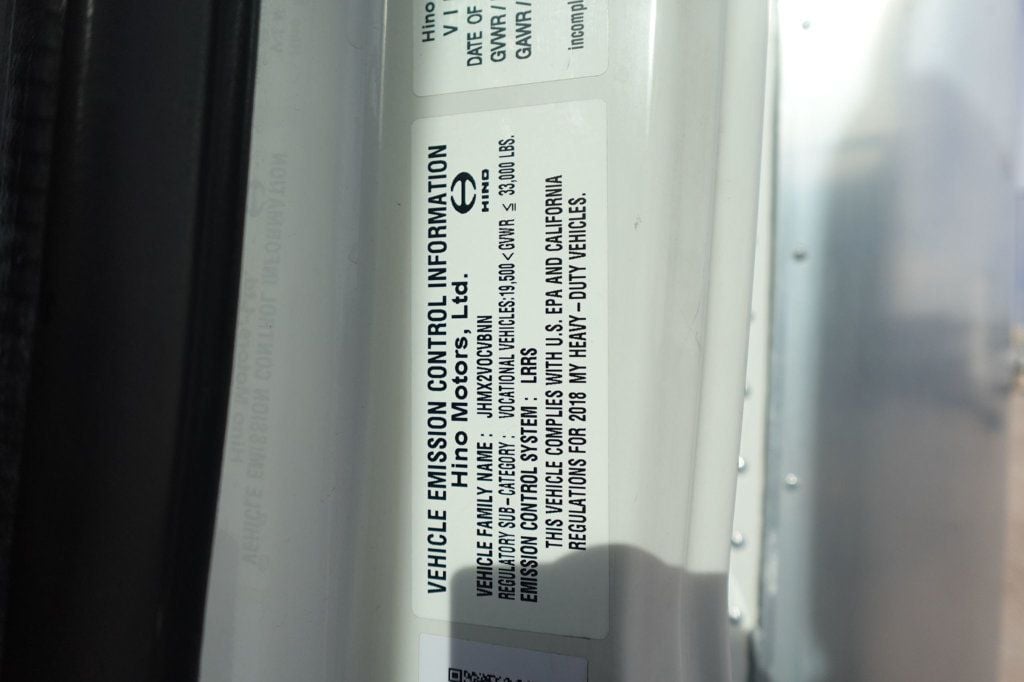 Hino
VI
DATE OF
GVWR/
GAWR/
incompl
VEHICLE EMISSION CONTROL INFORMATION
Hino Motors, Ltd.
HINO
VEHICLE FAMILY NAME : JHMX2VOCVBNN
REGULATORY SUB-CATEGORY : VOCATIONAL VEHICLES:19,500 < GVWR ≦ 33,000 LBS.
EMISSION CONTROL SYSTEM : LRRS
THIS VEHICLE COMPLIES WITH U.S. EPA AND CALIFORNIA
REGULATIONS FOR 2018 MY HEAVY-DUTY VEHICLES.